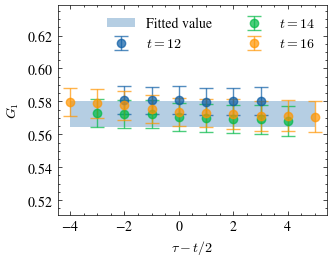 Fitted value
t = 12
t = 14
t = 16
0.62
0.60
0.58
0.56
0.54
0.52
G₁
−4
−2
0
2
4
τ − t/2